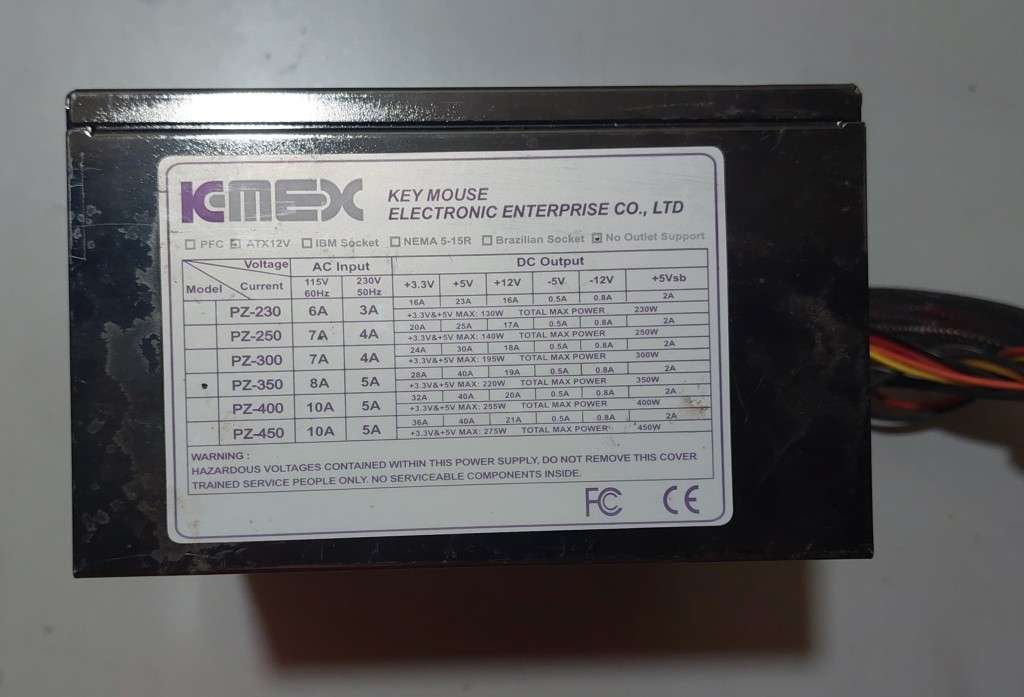 K-MEX
KEY MOUSE
ELECTRONIC ENTERPRISE CO., LTD
PFC ATX12V IBM Socket NEMA 5-15R Brazilian Socket No Outlet Support
Voltage AC Input DC Output
Model Current 115V 60Hz 230V 50Hz +3.3V +5V +12V -5V -12V +5Vsb
16A 23A 16A 0.5A 0.8A 2A
PZ-230 6A 3A +3.3V&+5V MAX: 130W TOTAL MAX POWER 230W
20A 25A 17A 0.5A 0.8A 2A
PZ-250 7A 4A +3.3V&+5V MAX: 140W TOTAL MAX POWER 250W
24A 30A 18A 0.5A 0.8A 2A
PZ-300 7A 4A +3.3V&+5V MAX: 195W TOTAL MAX POWER 300W
28A 40A 19A 0.5A 0.8A 2A
PZ-350 8A 5A +3.3V&+5V MAX: 220W TOTAL MAX POWER 350W
32A 40A 20A 0.5A 0.8A 2A
PZ-400 10A 5A +3.3V&+5V MAX: 255W TOTAL MAX POWER 400W
36A 40A 21A 0.5A 0.8A 2A
PZ-450 10A 5A +3.3V&+5V MAX: 275W TOTAL MAX POWER 450W
WARNING :
HAZARDOUS VOLTAGES CONTAINED WITHIN THIS POWER SUPPLY, DO NOT REMOVE THIS COVER
TRAINED SERVICE PEOPLE ONLY. NO SERVICEABLE COMPONENTS INSIDE.
FC CE